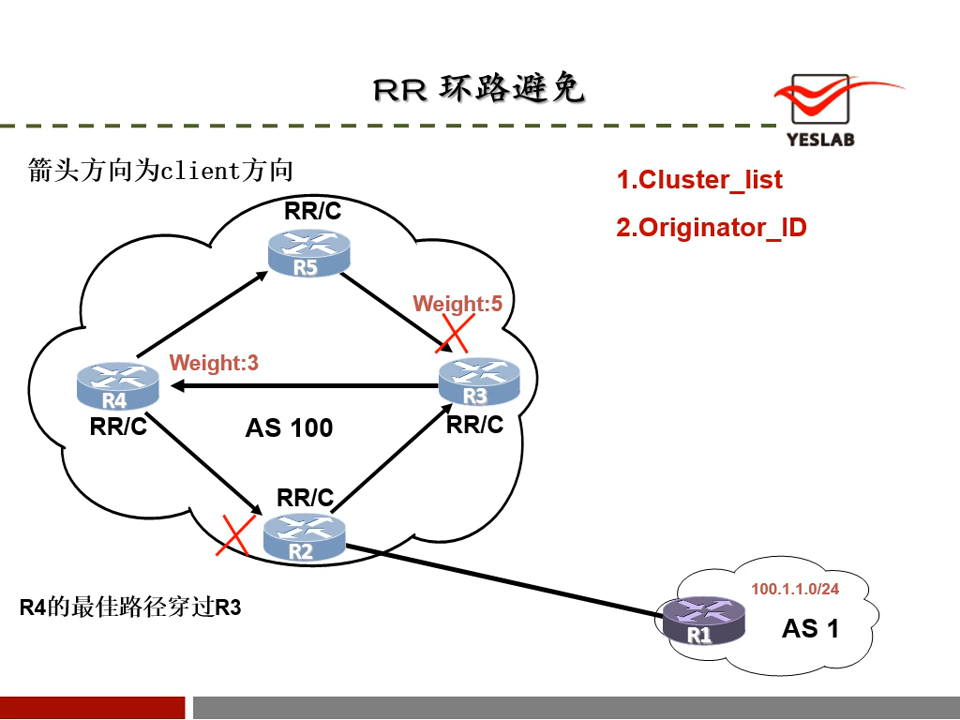 RR 环路避免
YESLAB
箭头方向为client方向
1.Cluster_list
2.Originator_ID
RR/C
R5
Weight:5
Weight:3
R4
R3
RR/C
AS 100
RR/C
RR/C
R2
R4的最佳路径穿过R3
100.1.1.0/24
R1
AS 1